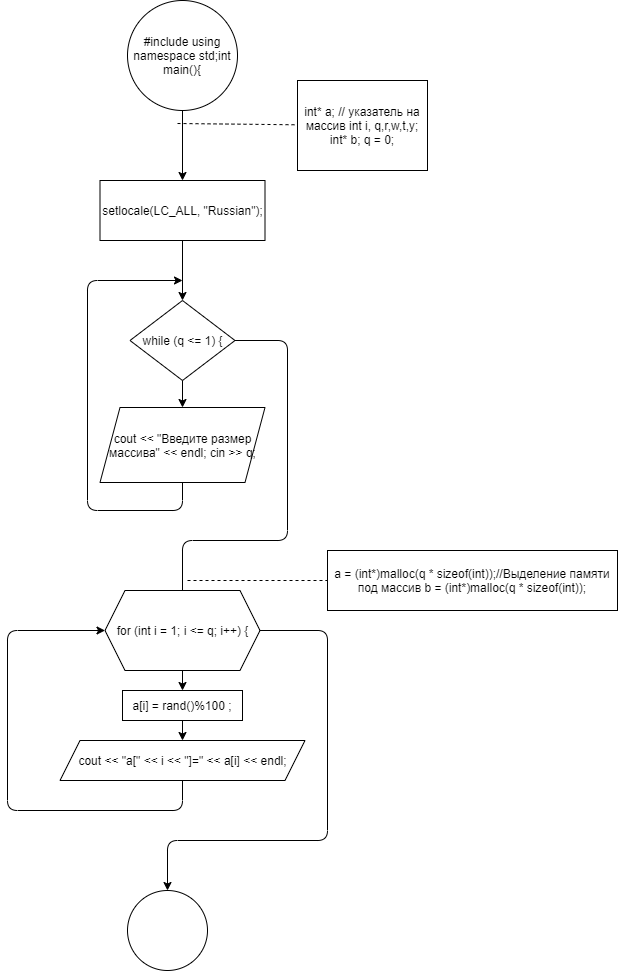 #include using
namespace std;int
main(){
int* a; // указатель на
массив int i, q,r,w,t,y;
int* b; q = 0;
setlocale(LC_ALL, "Russian");
while (q <= 1) {
cout << "Введите размер
массива" << endl; cin >> q;
a = (int*)malloc(q * sizeof(int));//Выделение памяти
под массив b = (int*)malloc(q * sizeof(int));
for (int i = 1; i <= q; i++) {
a[i] = rand()%100 ;
cout << "a[" << i << "]=" << a[i] << endl;